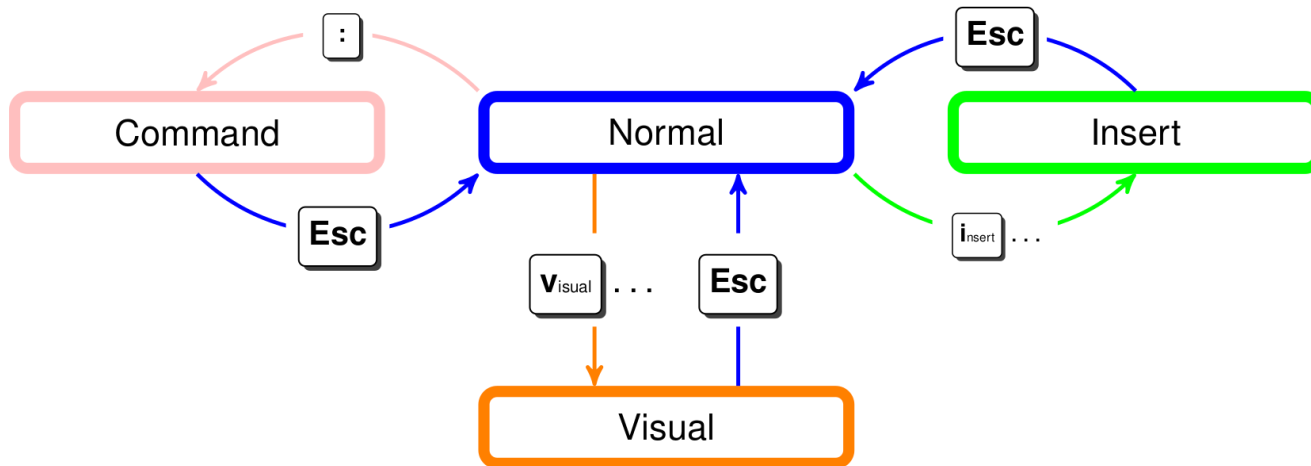 :
Esc
Command
Normal
Insert
Esc
insert ...
visual ...
Esc
Visual